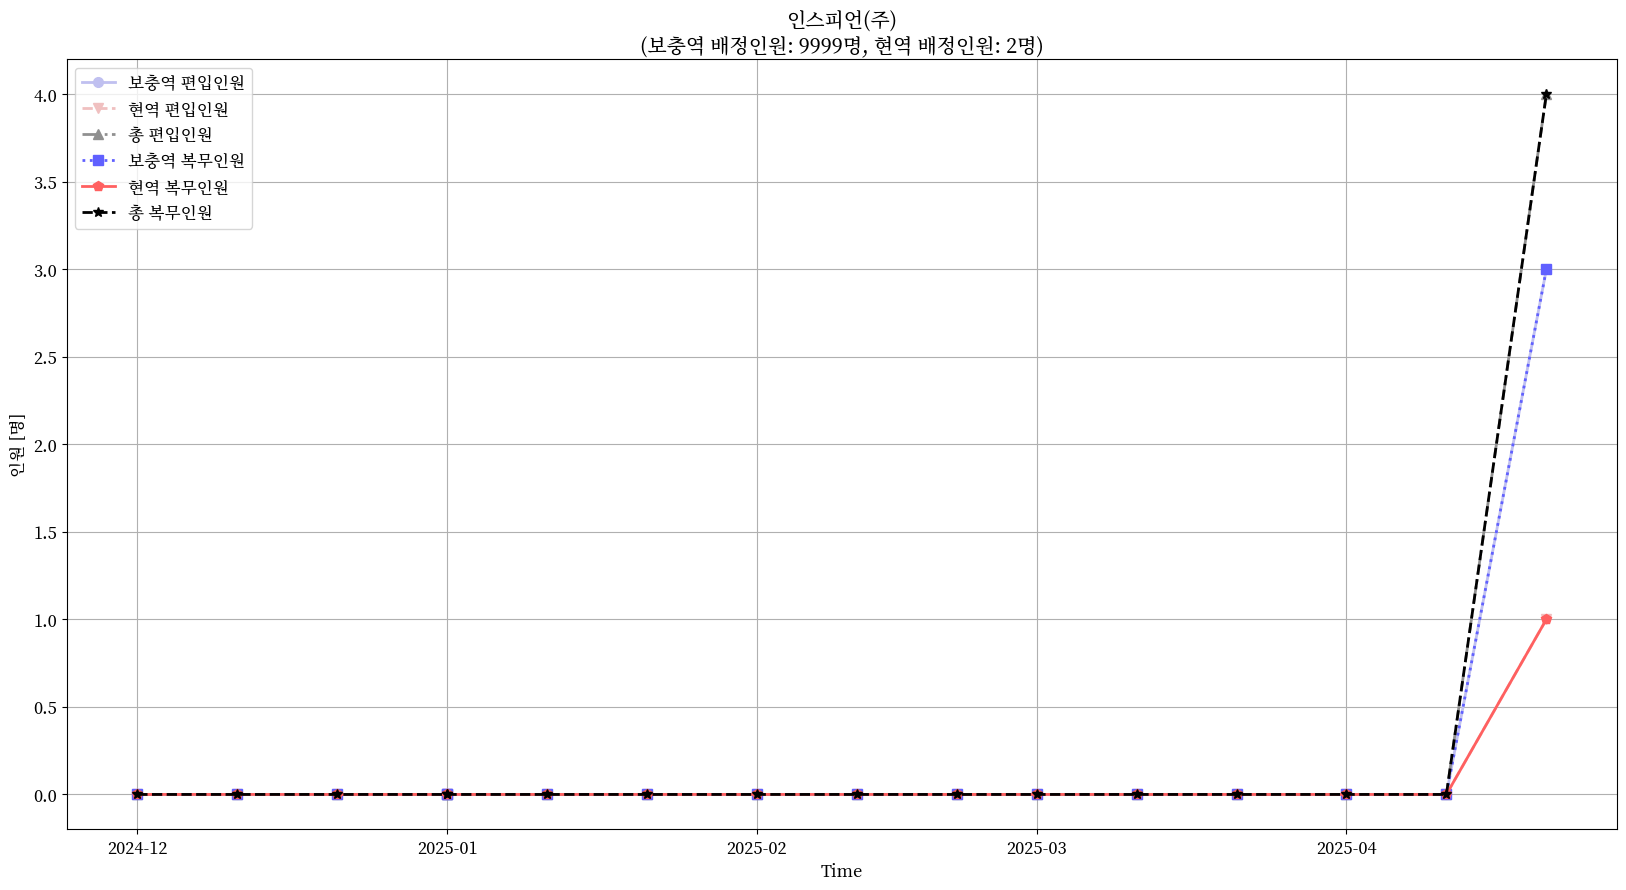 인스피언(주)
(보충역 배정인원: 9999명, 현역 배정인원: 2명)
보충역 편입인원
현역 편입인원
총 편입인원
보충역 복무인원
현역 복무인원
총 복무인원
4.0
3.5
3.0
2.5
2.0
1.5
1.0
0.5
0.0
인원 [명]
2024-12
2025-01
2025-02
2025-03
2025-04
Time